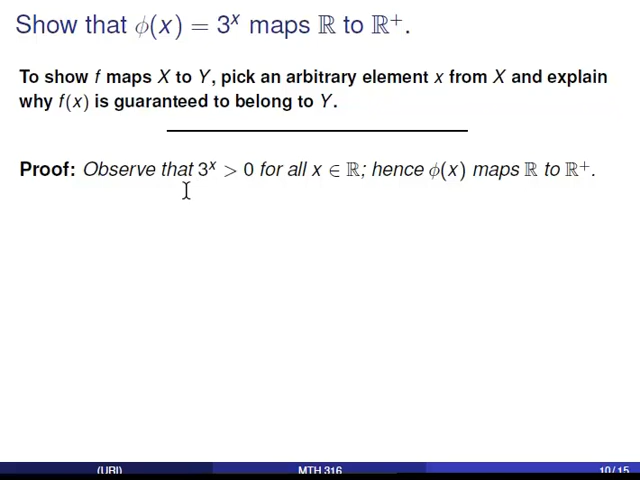 Show that ϕ(x) = 3ˣ maps ℝ to ℝ⁺.
To show f maps X to Y, pick an arbitrary element x from X and explain
why f(x) is guaranteed to belong to Y.
Proof: Observe that 3ˣ > 0 for all x ∈ ℝ; hence ϕ(x) maps ℝ to ℝ⁺.
(URI) MTH 316 10/15